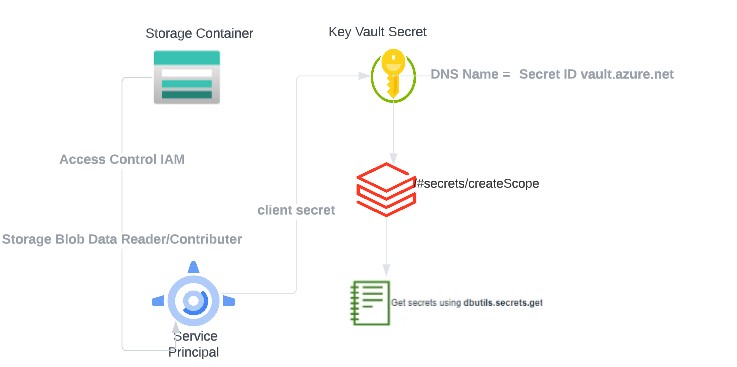 Storage Container
Key Vault Secret
DNS Name = Secret ID vault.azure.net
Access Control IAM
/#secrets/createScope
client secret
Storage Blob Data Reader/Contributer
Get secrets using dbutils.secrets.get
Service
Principal